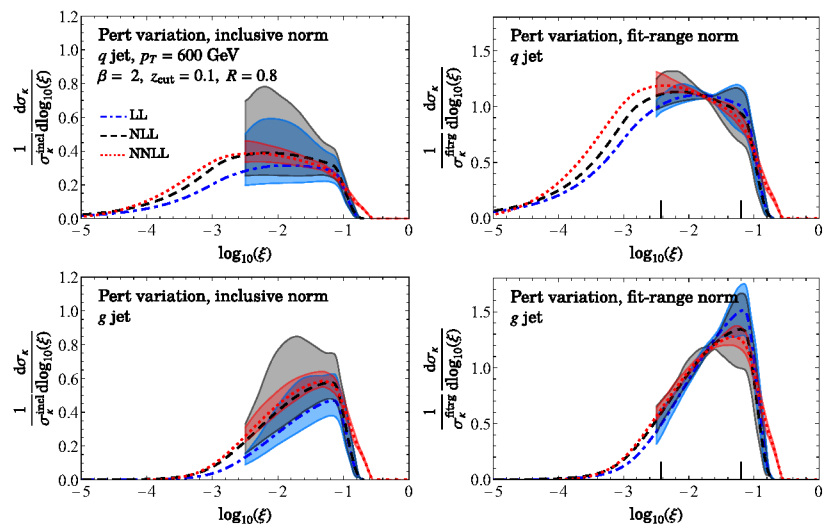 Pert variation, inclusive norm
q jet, p_T = 600 GeV
β = 2, z_cut = 0.1, R = 0.8
LL
NLL
NNLL
1/σ_κ^incl dσ_κ/dlog₁₀(ξ)
1.2
1.0
0.8
0.6
0.4
0.2
0.0
-5 -4 -3 -2 -1 0
log₁₀(ξ)
Pert variation, fit-range norm
q jet
1/σ_κ^fitrg dσ_κ/dlog₁₀(ξ)
1.5
1.0
0.5
0.0
-5 -4 -3 -2 -1 0
log₁₀(ξ)
Pert variation, inclusive norm
g jet
1/σ_κ^incl dσ_κ/dlog₁₀(ξ)
1.2
1.0
0.8
0.6
0.4
0.2
0.0
-5 -4 -3 -2 -1 0
log₁₀(ξ)
Pert variation, fit-range norm
g jet
1/σ_κ^fitrg dσ_κ/dlog₁₀(ξ)
1.5
1.0
0.5
0.0
-5 -4 -3 -2 -1 0
log₁₀(ξ)